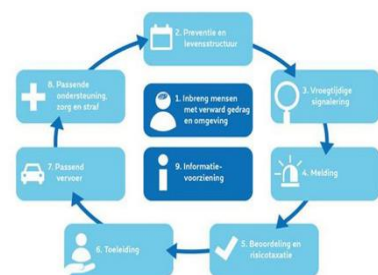 1. Inbreng mensen
met verward gedrag
en omgeving
2. Preventie en
levensstructuur
3. Vroegtijdige
signalering
4. Melding
5. Beoordeling en
risicotaxatie
6. Toeleiding
7. Passend
vervoer
8. Passende
ondersteuning,
zorg en straf
9. Informatie-
voorziening